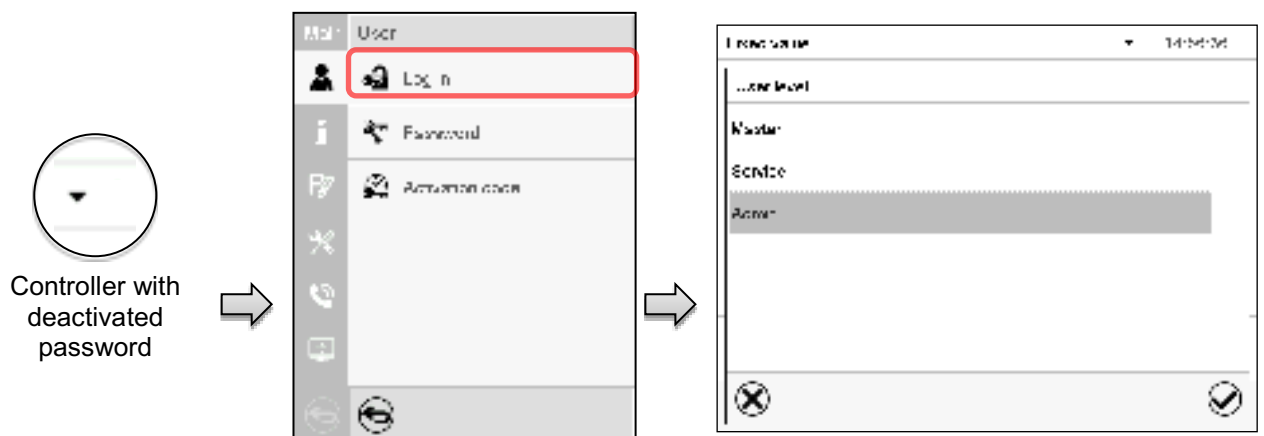 Controller with
deactivated
password
User
Log in
Password
Activation code
User level
Master
Service
Admin